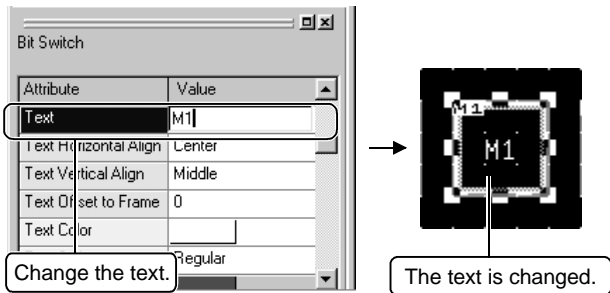 Bit Switch
Attribute Value
Text M1
Text Horizontal Align Center
Text Vertical Align Middle
Text Offset to Frame 0
Text Color
Regular
Change the text.
M1
M1
The text is changed.